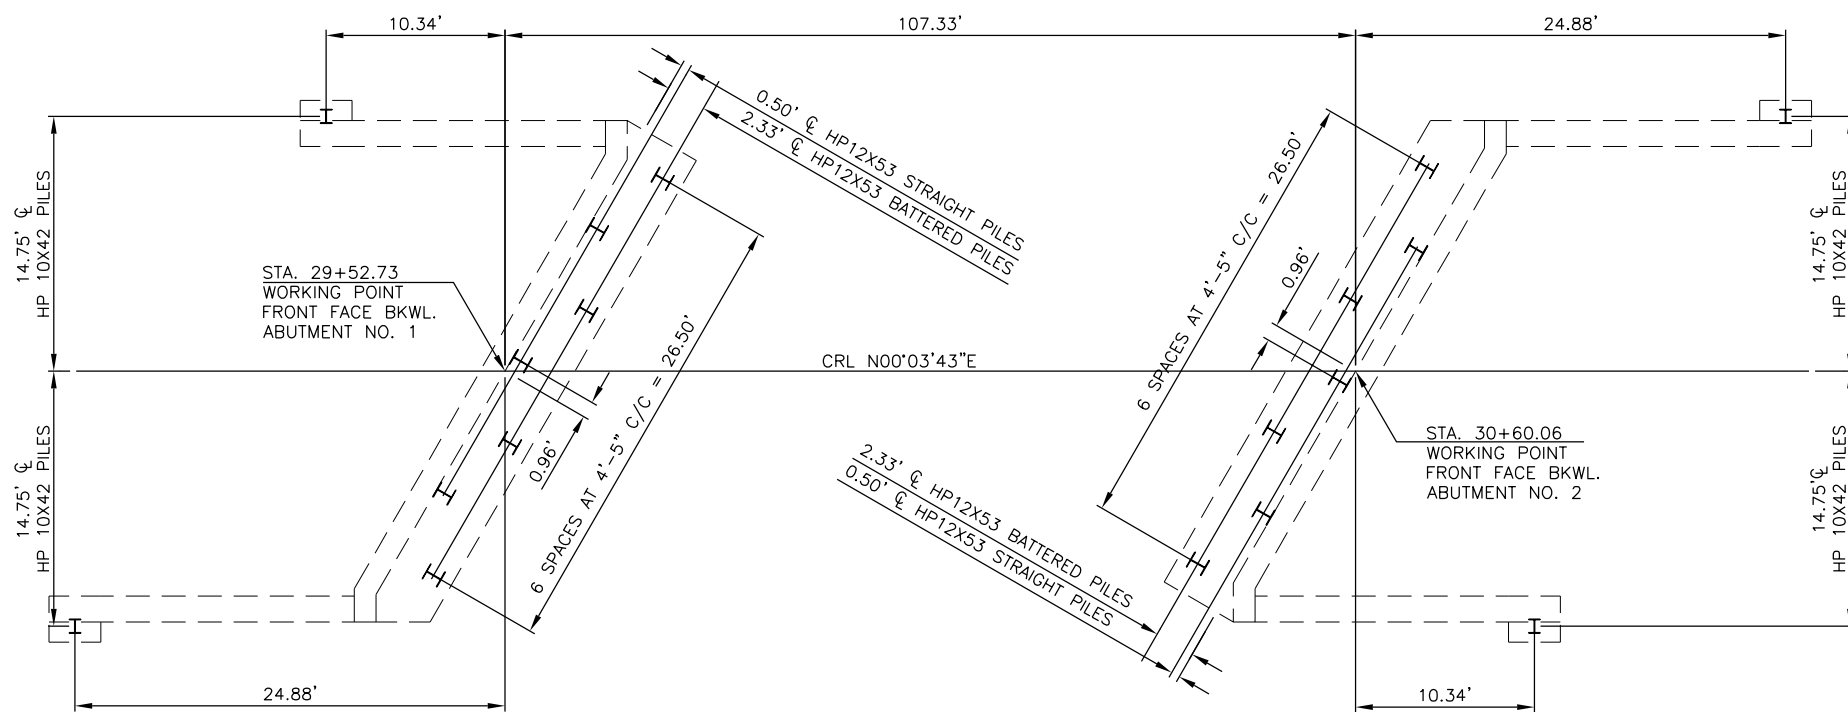 10.34'
107.33'
24.88'
0.50' ℄ HP12X53 STRAIGHT PILES
2.33' ℄ HP12X53 BATTERED PILES
14.75' ℄
HP 10X42 PILES
STA. 29+52.73
WORKING POINT
FRONT FACE BKWL.
ABUTMENT NO. 1
6 SPACES AT 4'-5" C/C = 26.50'
0.96'
14.75' ℄
HP 10X42 PILES
CRL N00°03'43"E
14.75' ℄
HP 10X42 PILES
0.96'
6 SPACES AT 4'-5" C/C = 26.50'
STA. 30+60.06
WORKING POINT
FRONT FACE BKWL.
ABUTMENT NO. 2
2.33' ℄ HP12X53 BATTERED PILES
0.50' ℄ HP12X53 STRAIGHT PILES
14.75'℄
HP 10X42 PILES
24.88'
10.34'